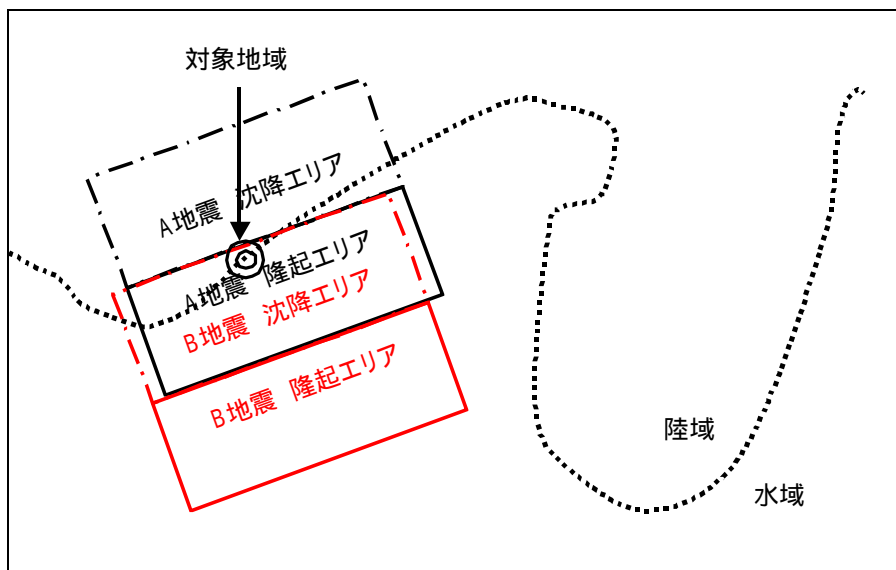 対象地域
A地震 沈降エリア
A地震 隆起エリア
B地震 沈降エリア
B地震 隆起エリア
陸域
水域